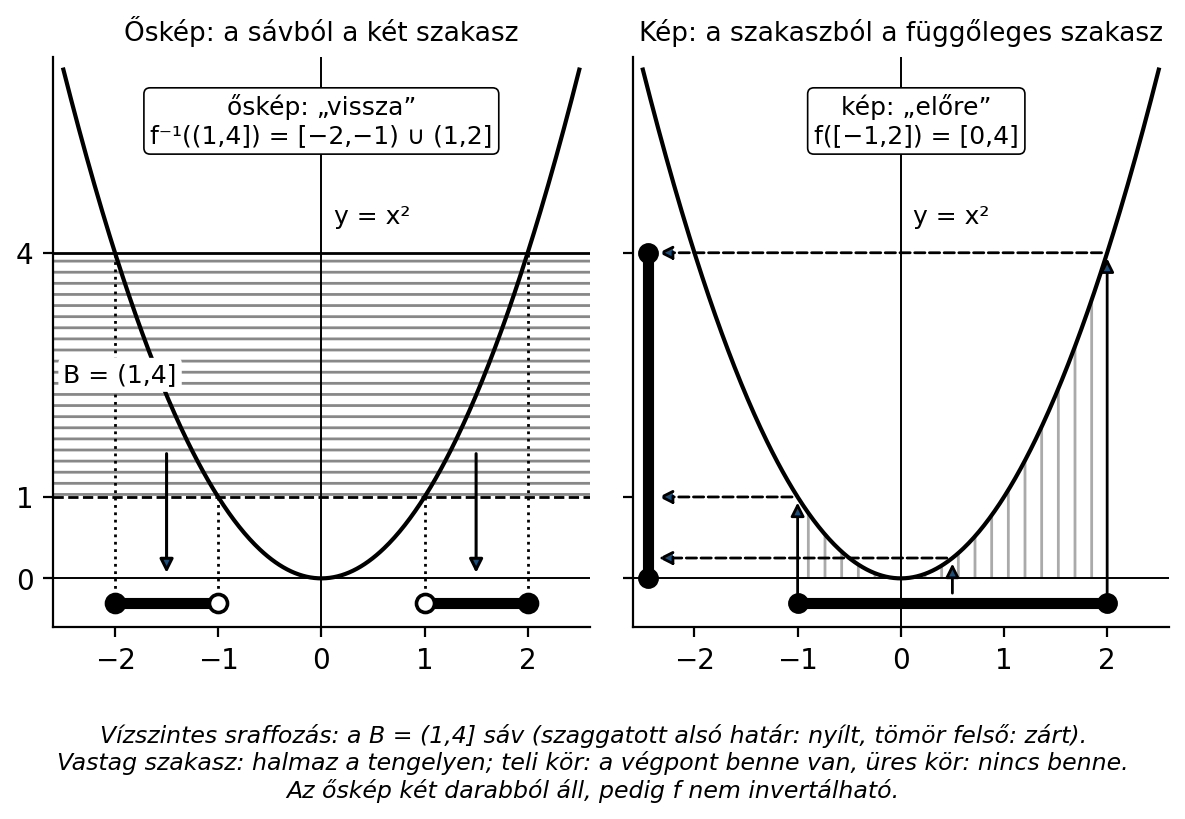 Őskép: a sávból a két szakasz
őskép: „vissza”
f⁻¹((1,4]) = [−2,−1) ∪ (1,2]
y = x²
4
B = (1,4]
1
0
−2 −1 0 1 2
Kép: a szakaszból a függőleges szakasz
kép: „előre”
f([−1,2]) = [0,4]
y = x²
−2 −1 0 1 2
Vízszintes sraffozás: a B = (1,4] sáv (szaggatott alsó határ: nyílt, tömör felső: zárt).
Vastag szakasz: halmaz a tengelyen; teli kör: a végpont benne van, üres kör: nincs benne.
Az őskép két darabból áll, pedig f nem invertálható.